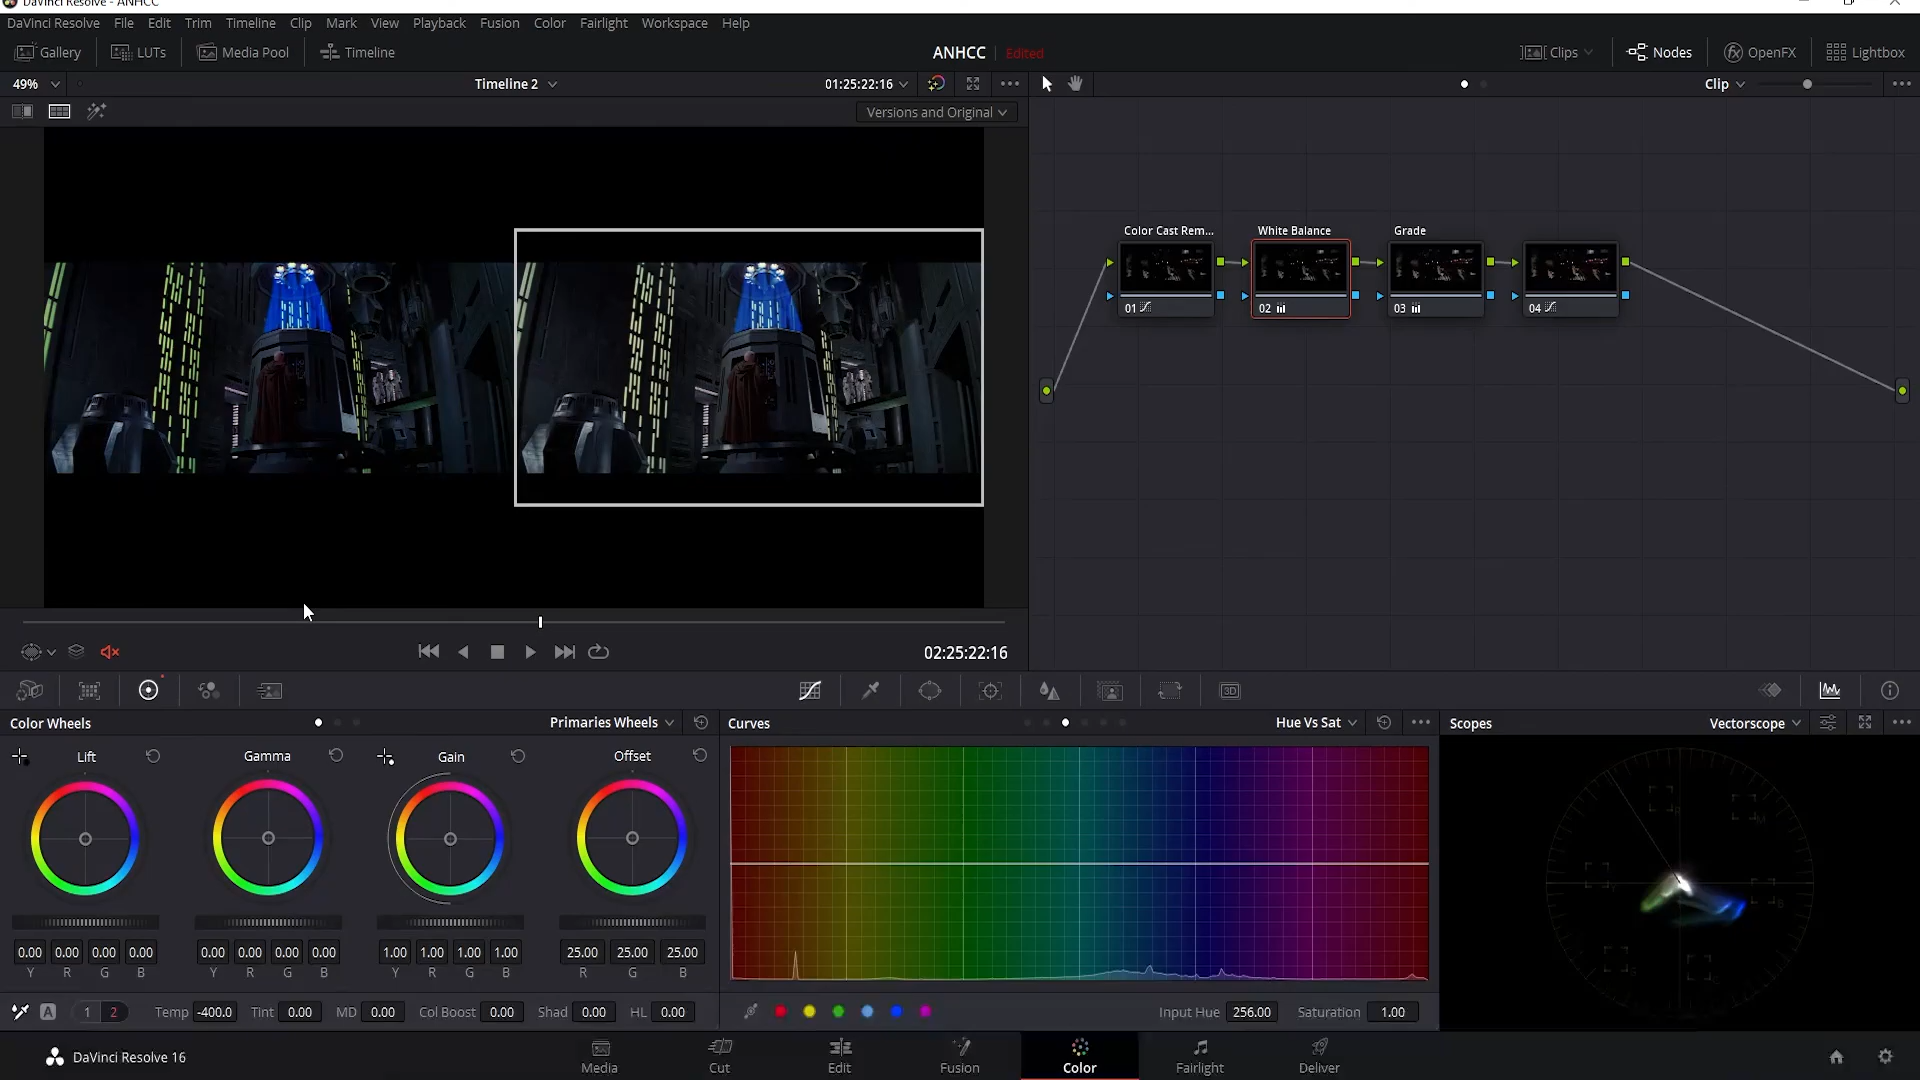 DaVinci Resolve - ANHCC
DaVinci Resolve File Edit Trim Timeline Clip Mark View Playback Fusion Color Fairlight Workspace Help
Gallery LUTs Media Pool Timeline ANHCC Edited Clips Nodes OpenFX Lightbox
49% Timeline 2 01:25:22:16 Clip
Versions and Original
Color Cast Rem... White Balance Grade
01 02 03 04
02:25:22:16
3D
Color Wheels Primaries Wheels Curves Hue Vs Sat Scopes Vectorscope
Lift Gamma Gain Offset
0.00 0.00 0.00 0.00 0.00 0.00 0.00 0.00 1.00 1.00 1.00 1.00 25.00 25.00 25.00
Y R G B Y R G B Y R G B R G B
A 1 2 Temp -400.0 Tint 0.00 MD 0.00 Col Boost 0.00 Shad 0.00 HL 0.00 Input Hue 256.00 Saturation 1.00
DaVinci Resolve 16 Media Cut Edit Fusion Color Fairlight Deliver